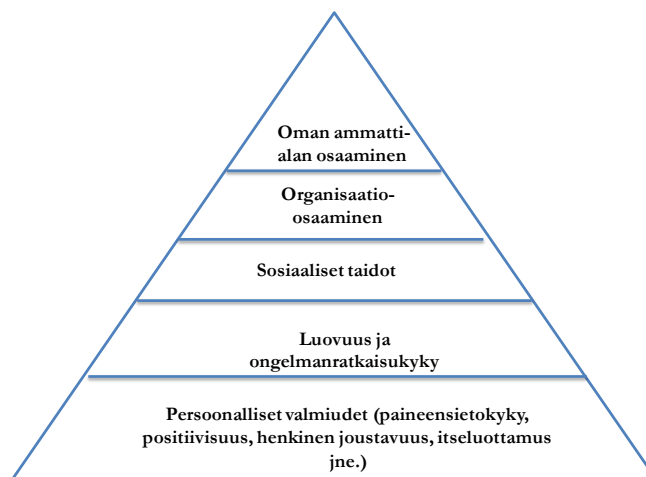 Oman ammatti-
alan osaaminen
Organisaatio-
osaaminen
Sosiaaliset taidot
Luovuus ja
ongelmanratkaisukyky
Persoonalliset valmiudet (paineensietokyky,
positiivisuus, henkinen joustavuus, itseluottamus
jne.)